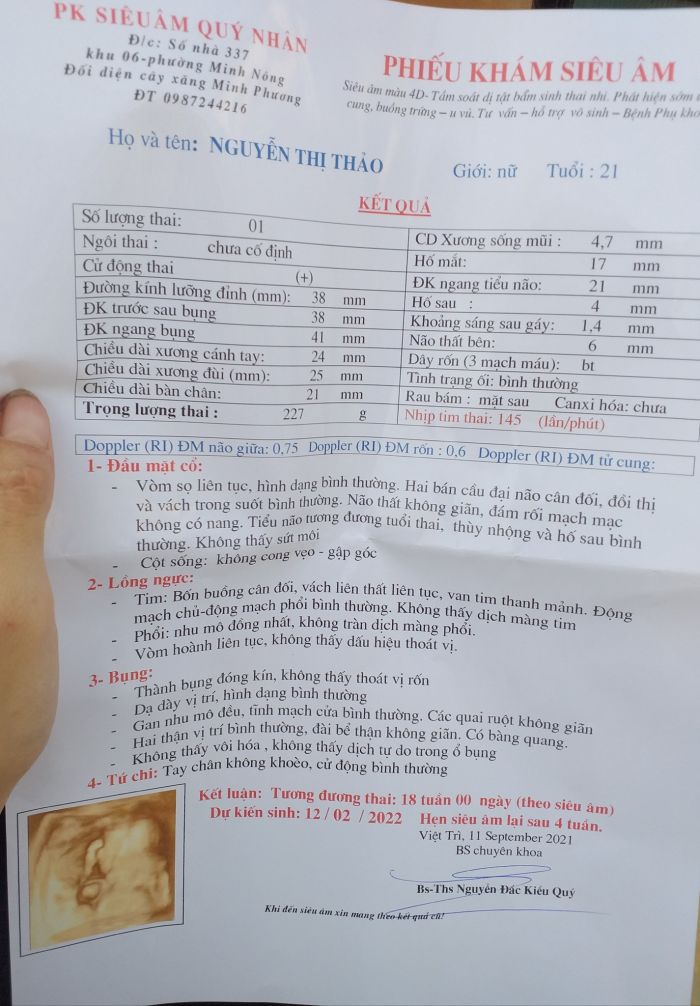 PK SIÊUÂM QUÝ NHÂN
Đ/c: Số nhà 337
khu 06-phường Minh Nông
Đối diện cây xăng Minh Phương
ĐT 0987244216
PHIẾU KHÁM SIÊU ÂM
Siêu âm màu 4D- Tầm soát dị tật bẩm sinh thai nhi. Phát hiện sớm
cung, buồng trứng – u vú. Tư vấn – hỗ trợ vô sinh – Bệnh Phụ kho
Họ và tên: NGUYỄN THỊ THẢO Giới: nữ Tuổi : 21
KẾT QUẢ
Số lượng thai: 01
Ngôi thai : chưa cố định
Cử động thai (+)
Đường kính lưỡng đỉnh (mm): 38 mm
ĐK trước sau bụng 38 mm
ĐK ngang bụng 41 mm
Chiều dài xương cánh tay: 24 mm
Chiều dài xương đùi (mm): 25 mm
Chiều dài bàn chân: 21 mm
Trọng lượng thai : 227 g
CD Xương sống mũi : 4,7 mm
Hố mắt: 17 mm
ĐK ngang tiểu não: 21 mm
Hố sau : 4 mm
Khoảng sáng sau gáy: 1,4 mm
Não thất bên: 6 mm
Dây rốn (3 mạch máu): bt
Tình trạng ối: bình thường
Rau bám : mặt sau Canxi hóa: chưa
Nhịp tim thai: 145 (lần/phút)
Doppler (RI) ĐM não giữa: 0,75 Doppler (RI) ĐM rốn : 0,6 Doppler (RI) ĐM tử cung:
1- Đầu mặt cổ:
- Vòm sọ liên tục, hình dạng bình thường. Hai bán cầu đại não cân đối, đồi thị
và vách trong suốt bình thường. Não thất không giãn, đám rối mạch mạc
không có nang. Tiểu não tương đương tuổi thai, thùy nhộng và hố sau bình
thường. Không thấy sứt môi
- Cột sống: không cong vẹo - gập góc
2- Lồng ngực:
- Tim: Bốn buồng cân đối, vách liên thất liên tục, van tim thanh mảnh. Động
mạch chủ-động mạch phổi bình thường. Không thấy dịch màng tim
- Phổi: nhu mô đồng nhất, không tràn dịch màng phổi.
- Vòm hoành liên tục, không thấy dấu hiệu thoát vị.
3- Bụng:
- Thành bụng đóng kín, không thấy thoát vị rốn
- Dạ dày vị trí, hình dạng bình thường
- Gan nhu mô đều, tĩnh mạch cửa bình thường. Các quai ruột không giãn
- Hai thận vị trí bình thường, đài bể thận không giãn. Có bàng quang.
- Không thấy vôi hóa , không thấy dịch tự do trong ổ bụng
4- Tứ chi: Tay chân không khoèo, cử động bình thường
Kết luận: Tương đương thai: 18 tuần 00 ngày (theo siêu âm)
Dự kiến sinh: 12 / 02 / 2022 Hẹn siêu âm lại sau 4 tuần.
Việt Trì, 11 September 2021
BS chuyên khoa
Bs-Ths Nguyễn Đắc Kiều Quý
Khi đến siêu âm xin mang theo kết quả cũ!